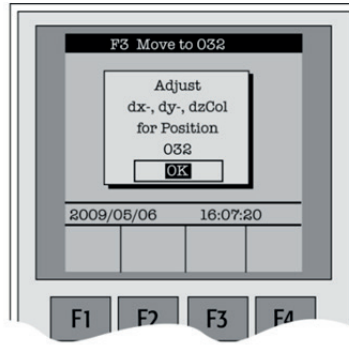 F3 Move to 032
Adjust
dx-, dy-, dzCol
for Position
032
OK
2009/05/06 16:07:20
F1 F2 F3 F4